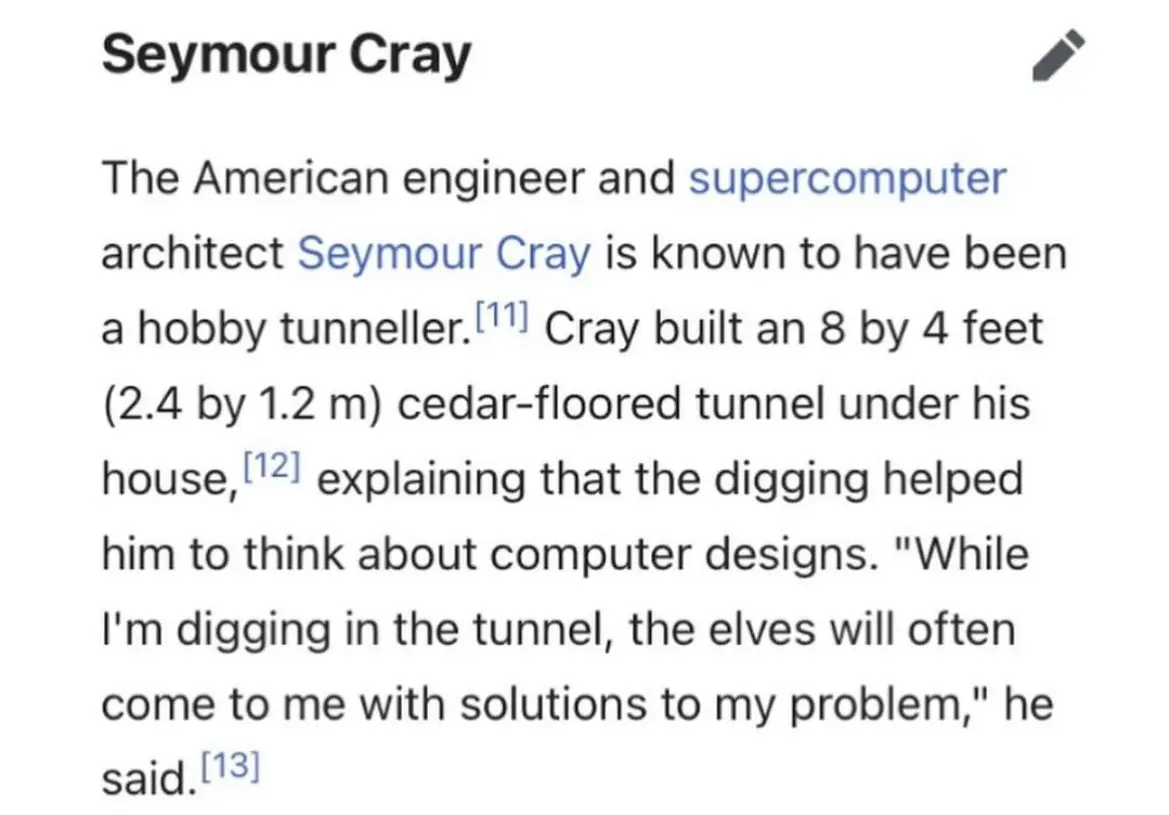 Seymour Cray
The American engineer and supercomputer
architect Seymour Cray is known to have been
a hobby tunneller.[11] Cray built an 8 by 4 feet
(2.4 by 1.2 m) cedar-floored tunnel under his
house,[12] explaining that the digging helped
him to think about computer designs. "While
I'm digging in the tunnel, the elves will often
come to me with solutions to my problem," he
said.[13]